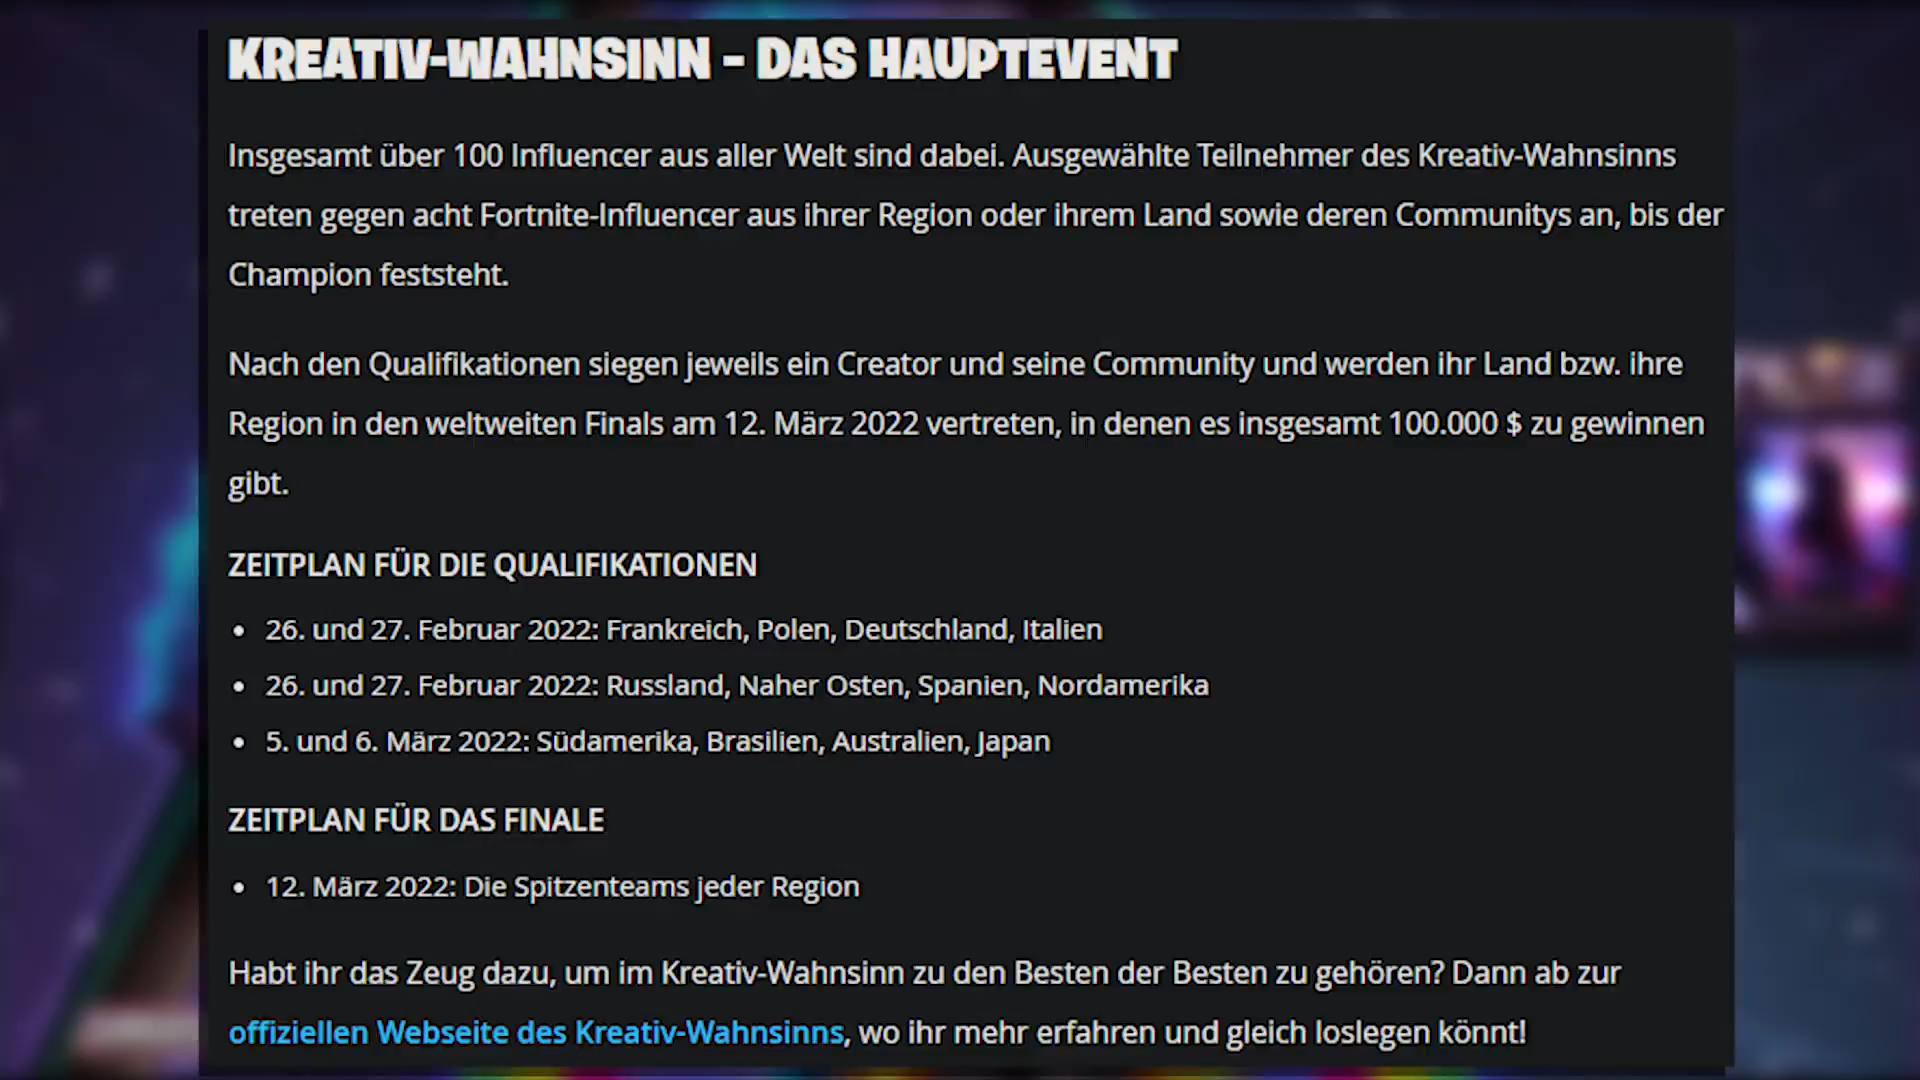 KREATIV-WAHNSINN – DAS HAUPTEVENT
Insgesamt über 100 Influencer aus aller Welt sind dabei. Ausgewählte Teilnehmer des Kreativ-Wahnsinns
treten gegen acht Fortnite-Influencer aus ihrer Region oder ihrem Land sowie deren Communitys an, bis der
Champion feststeht.
Nach den Qualifikationen siegen jeweils ein Creator und seine Community und werden ihr Land bzw. ihre
Region in den weltweiten Finals am 12. März 2022 vertreten, in denen es insgesamt 100.000 $ zu gewinnen
gibt.
ZEITPLAN FÜR DIE QUALIFIKATIONEN
• 26. und 27. Februar 2022: Frankreich, Polen, Deutschland, Italien
• 26. und 27. Februar 2022: Russland, Naher Osten, Spanien, Nordamerika
• 5. und 6. März 2022: Südamerika, Brasilien, Australien, Japan
ZEITPLAN FÜR DAS FINALE
• 12. März 2022: Die Spitzenteams jeder Region
Habt ihr das Zeug dazu, um im Kreativ-Wahnsinn zu den Besten der Besten zu gehören? Dann ab zur
offiziellen Webseite des Kreativ-Wahnsinns, wo ihr mehr erfahren und gleich loslegen könnt!